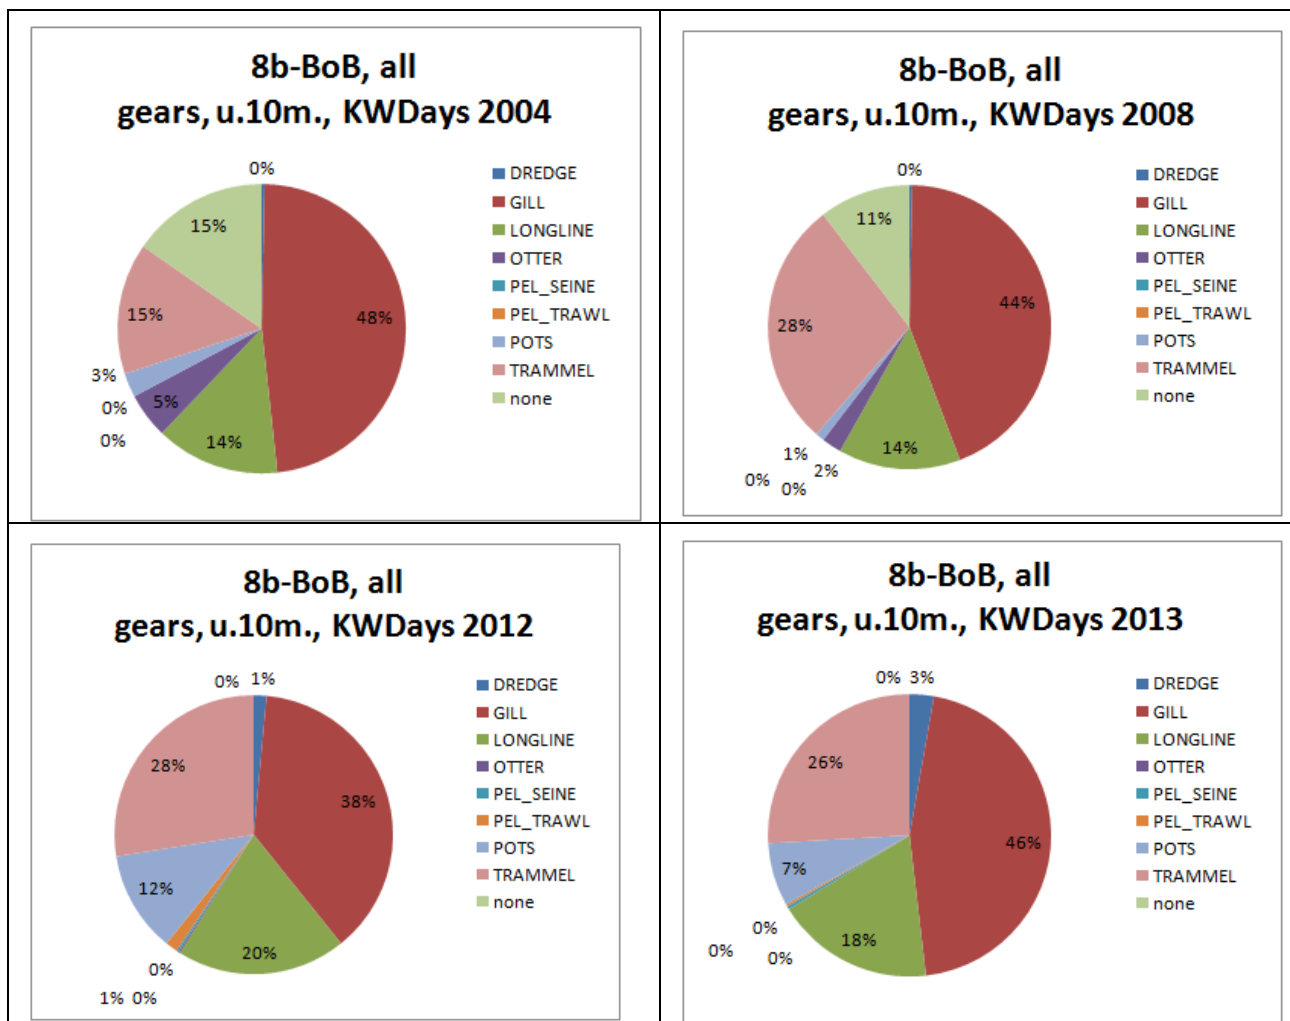 8b-BoB, all
gears, u.10m., KWDays 2004
0%
15%
48%
15%
3%
5%
0%
0%
14%
DREDGE
GILL
LONGLINE
OTTER
PEL_SEINE
PEL_TRAWL
POTS
TRAMMEL
none
8b-BoB, all
gears, u.10m., KWDays 2008
0%
11%
44%
28%
14%
1%
2%
0%
0%
DREDGE
GILL
LONGLINE
OTTER
PEL_SEINE
PEL_TRAWL
POTS
TRAMMEL
none
8b-BoB, all
gears, u.10m., KWDays 2012
0% 1%
28%
38%
12%
20%
0%
1% 0%
DREDGE
GILL
LONGLINE
OTTER
PEL_SEINE
PEL_TRAWL
POTS
TRAMMEL
none
8b-BoB, all
gears, u.10m., KWDays 2013
0% 3%
26%
46%
7%
18%
0%
0%
0%
DREDGE
GILL
LONGLINE
OTTER
PEL_SEINE
PEL_TRAWL
POTS
TRAMMEL
none